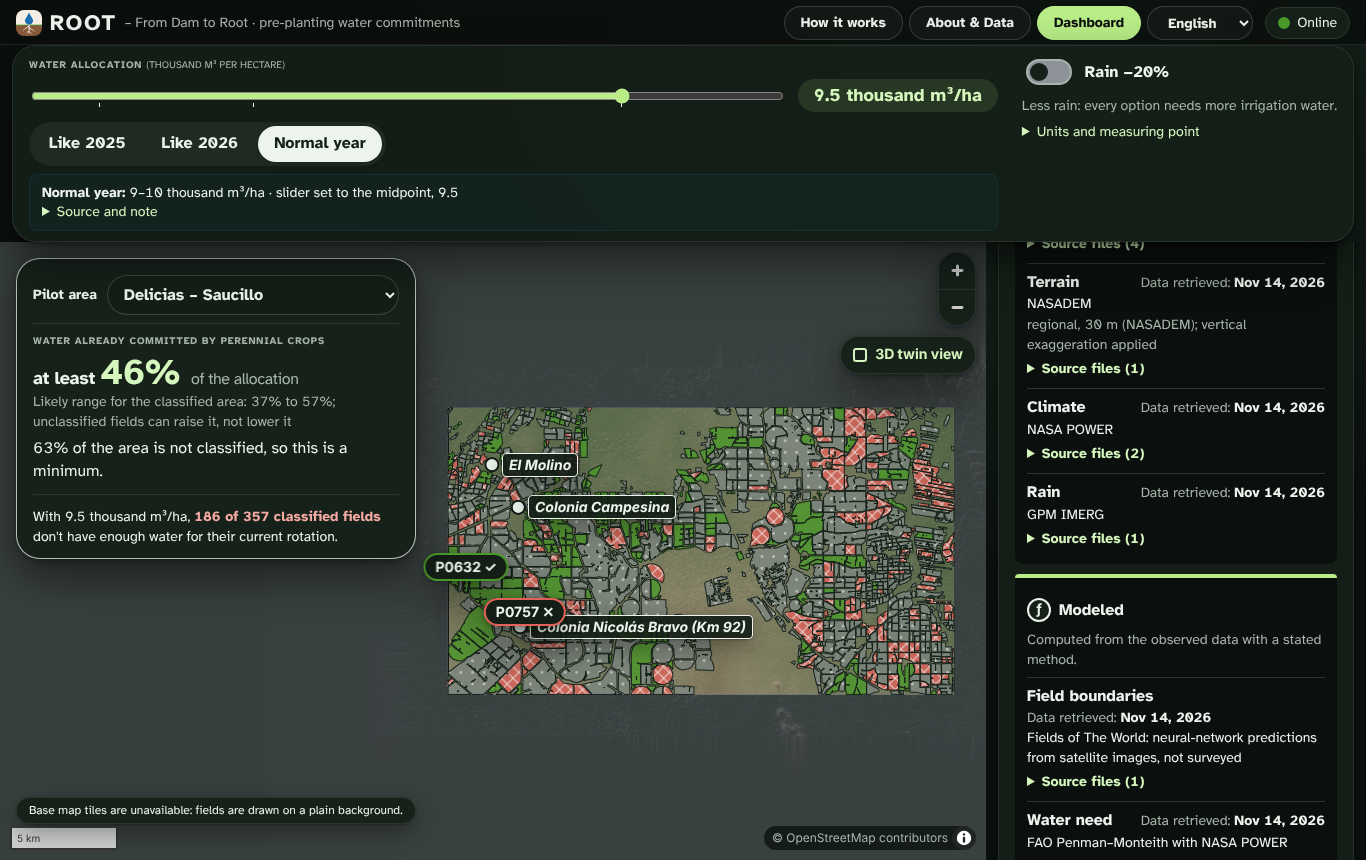 ROOT – From Dam to Root · pre-planting water commitments
How it works
About & Data
Dashboard
English
Online
WATER ALLOCATION (THOUSAND M³ PER HECTARE)
9.5 thousand m³/ha
Like 2025
Like 2026
Normal year
Normal year: 9–10 thousand m³/ha · slider set to the midpoint, 9.5
Source and note
Rain −20%
Less rain: every option needs more irrigation water.
Units and measuring point
Pilot area
Delicias – Saucillo
WATER ALREADY COMMITTED BY PERENNIAL CROPS
at least 46% of the allocation
Likely range for the classified area: 37% to 57%;
unclassified fields can raise it, not lower it
63% of the area is not classified, so this is a
minimum.
With 9.5 thousand m³/ha, 186 of 357 classified fields
don't have enough water for their current rotation.
+
−
3D twin view
El Molino
Colonia Campesina
P0632 ✓
P0757 ✕
Colonia Nicolás Bravo (Km 92)
Base map tiles are unavailable; fields are drawn on a plain background.
5 km
© OpenStreetMap contributors
Source files (4)
Terrain Data retrieved: Nov 14, 2026
NASADEM
regional, 30 m (NASADEM); vertical
exaggeration applied
Source files (1)
Climate Data retrieved: Nov 14, 2026
NASA POWER
Source files (2)
Rain Data retrieved: Nov 14, 2026
GPM IMERG
Source files (1)
Modeled
Computed from the observed data with a stated
method.
Field boundaries
Data retrieved: Nov 14, 2026
Fields of The World: neural-network predictions
from satellite images, not surveyed
Source files (1)
Water need Data retrieved: Nov 14, 2026
FAO Penman–Monteith with NASA POWER